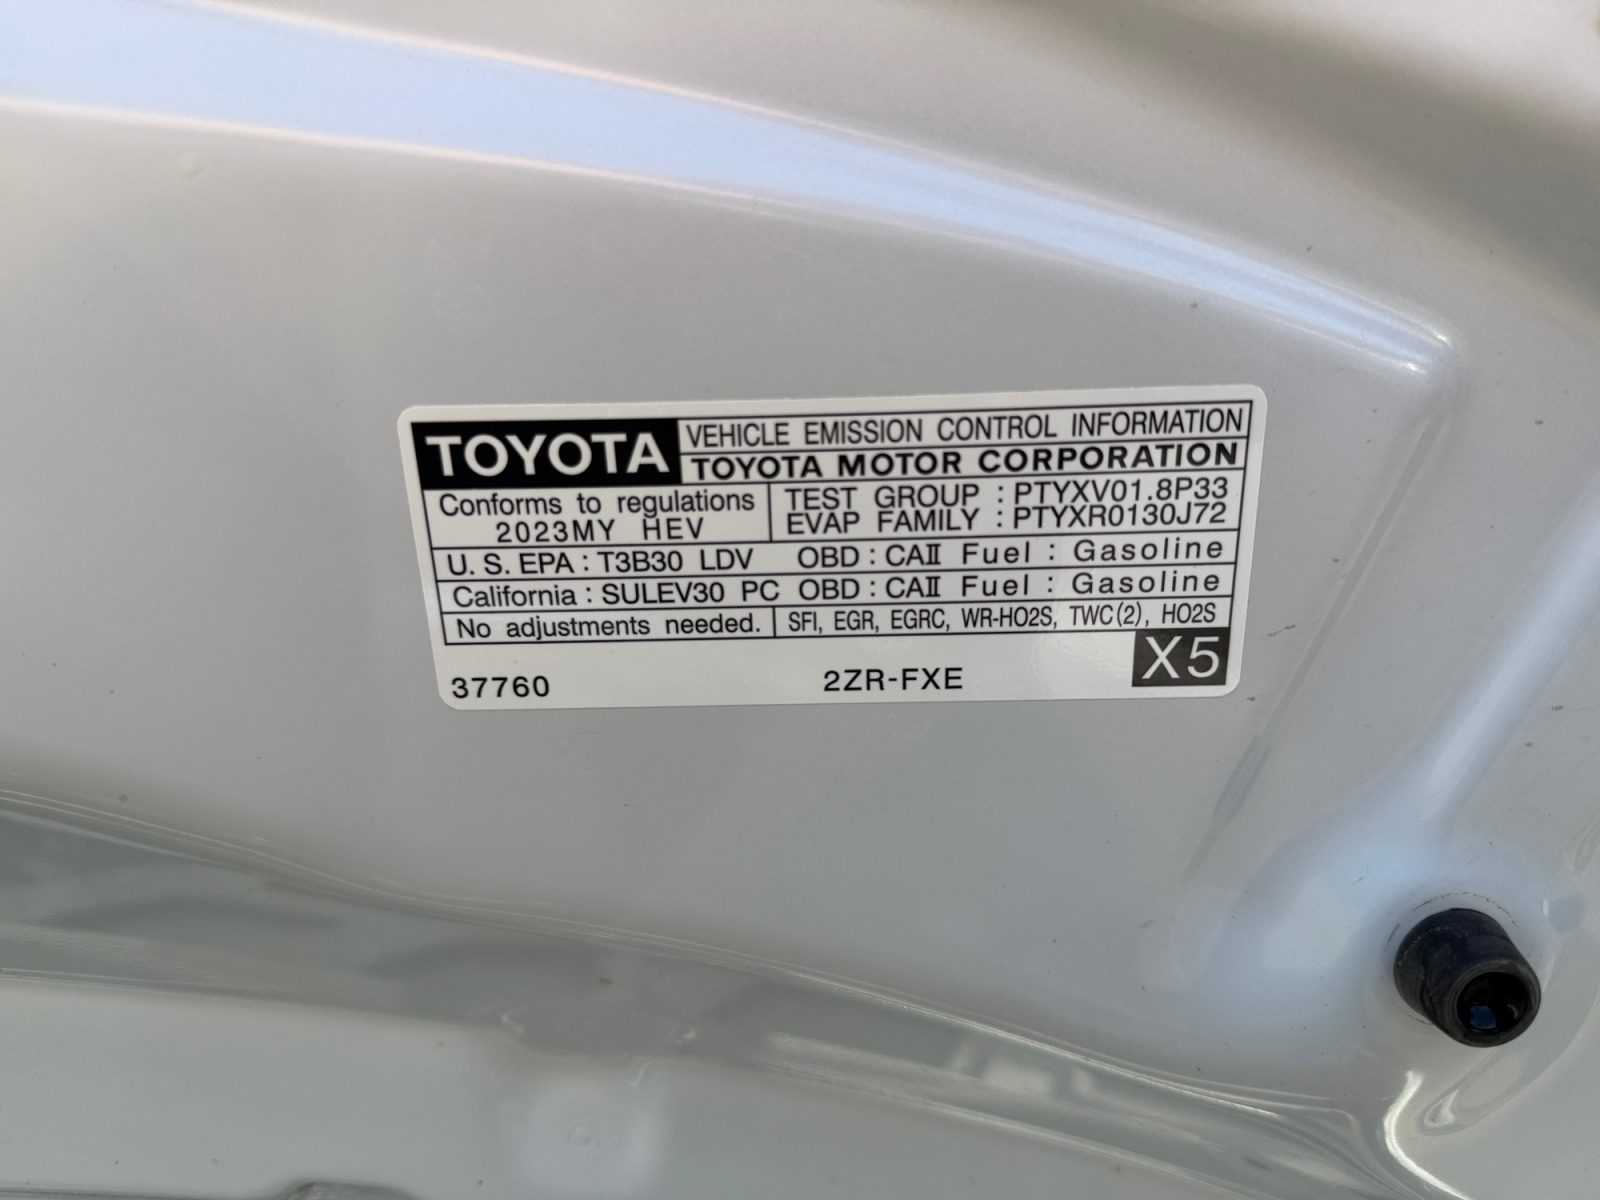 TOYOTA VEHICLE EMISSION CONTROL INFORMATION
TOYOTA MOTOR CORPORATION
Conforms to regulations
2023MY HEV
TEST GROUP : PTYXV01.8P33
EVAP FAMILY : PTYXR0130J72
U.S. EPA : T3B30 LDV OBD : CAII Fuel : Gasoline
California : SULEV30 PC OBD : CAII Fuel : Gasoline
No adjustments needed. SFI, EGR, EGRC, WR-HO2S, TWC(2), HO2S
37760 2ZR-FXE X5